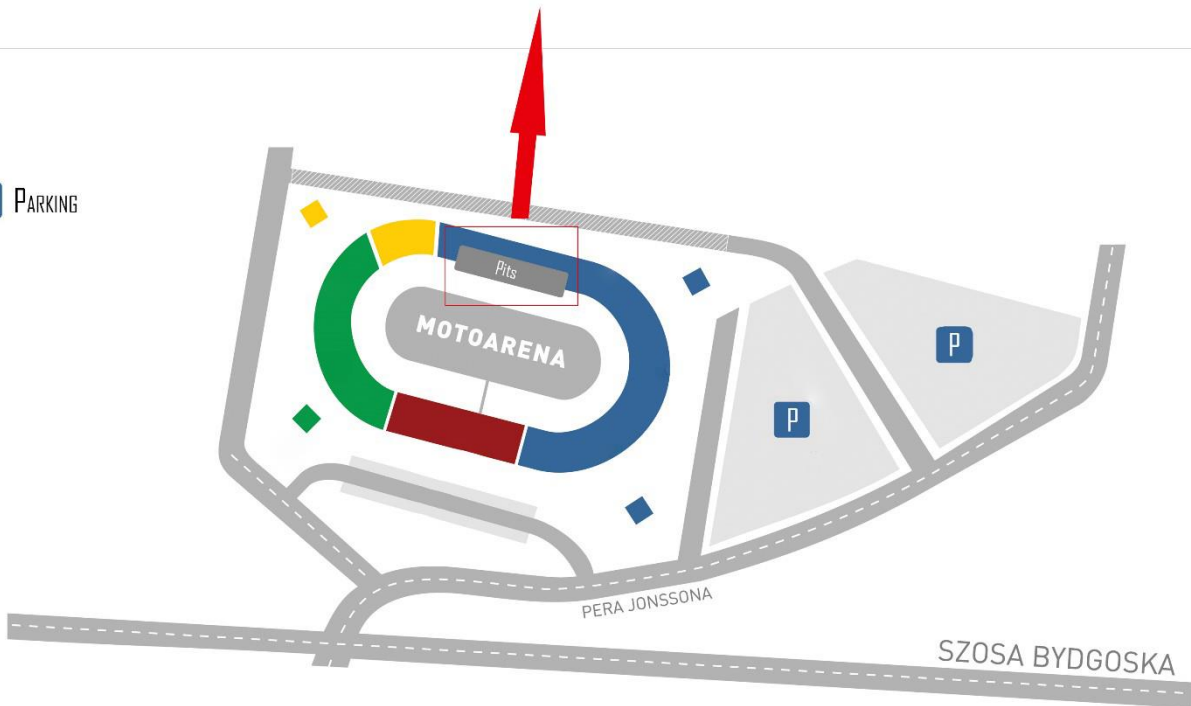 PARKING
Pits
MOTOARENA
P
P
PERA JONSSONA
SZOSA BYDGOSKA